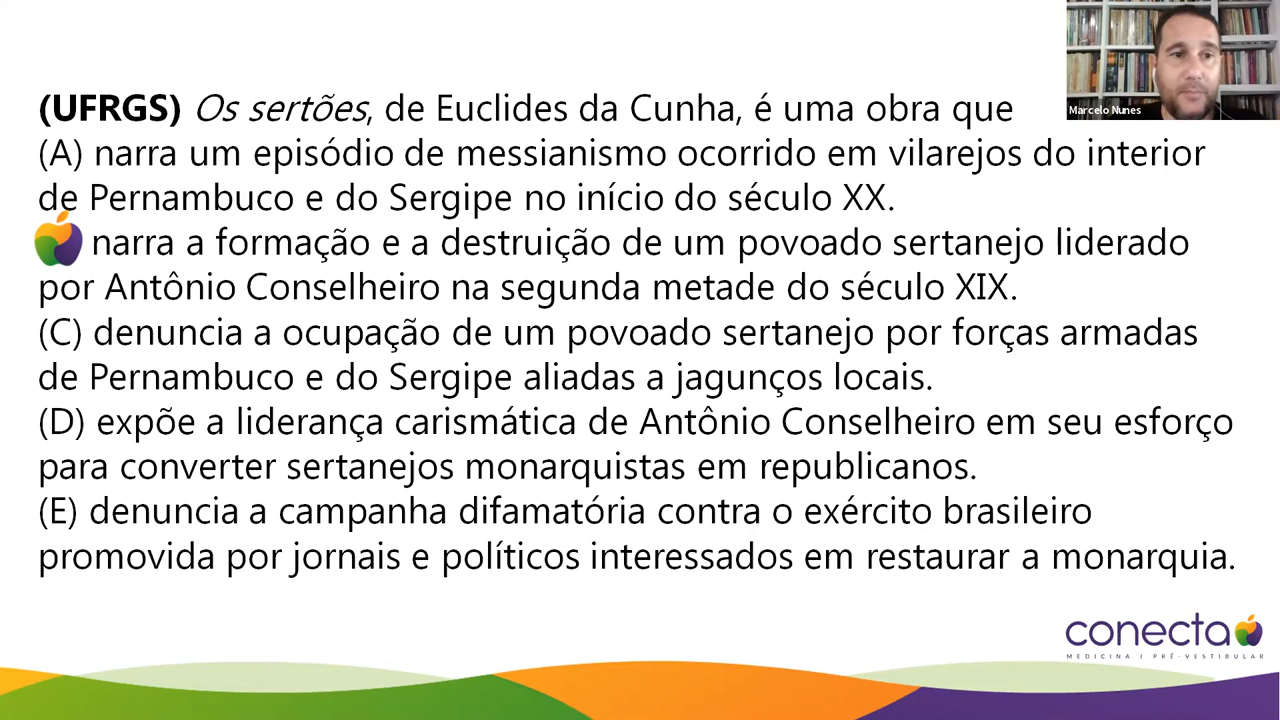 Marcelo Nunes
(UFRGS) Os sertões, de Euclides da Cunha, é uma obra que
(A) narra um episódio de messianismo ocorrido em vilarejos do interior
de Pernambuco e do Sergipe no início do século XX.
narra a formação e a destruição de um povoado sertanejo liderado
por Antônio Conselheiro na segunda metade do século XIX.
(C) denuncia a ocupação de um povoado sertanejo por forças armadas
de Pernambuco e do Sergipe aliadas a jagunços locais.
(D) expõe a liderança carismática de Antônio Conselheiro em seu esforço
para converter sertanejos monarquistas em republicanos.
(E) denuncia a campanha difamatória contra o exército brasileiro
promovida por jornais e políticos interessados em restaurar a monarquia.
conecta
MEDICINA | PRÉ-VESTIBULAR